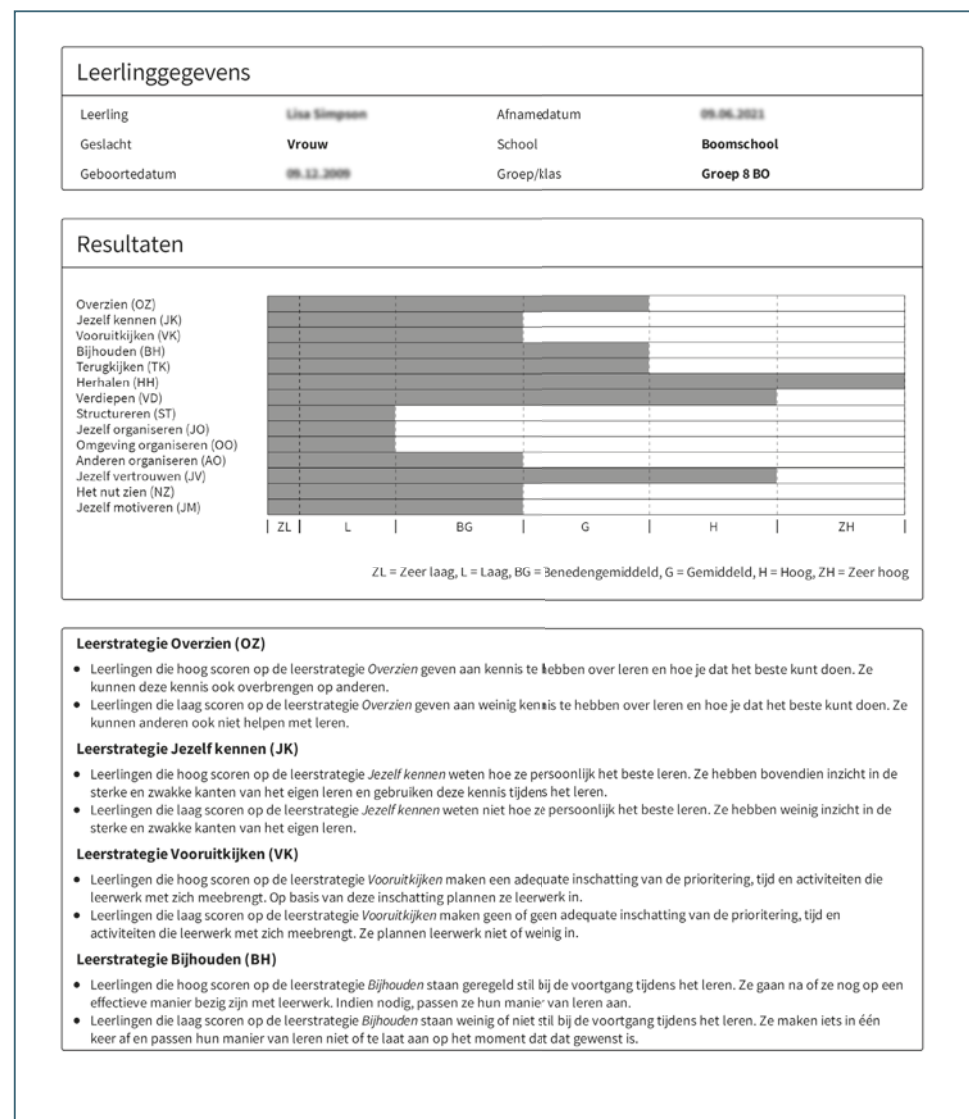 Leerlinggegevens
Leerling Lisa Simpson Afnamedatum 09.06.2021
Geslacht Vrouw School Boomschool
Geboortedatum 09.12.2009 Groep/klas Groep 8 BO
Resultaten
Overzien (OZ)
Jezelf kennen (JK)
Vooruitkijken (VK)
Bijhouden (BH)
Terugkijken (TK)
Herhalen (HH)
Verdiepen (VD)
Structureren (ST)
Jezelf organiseren (JO)
Omgeving organiseren (OO)
Anderen organiseren (AO)
Jezelf vertrouwen (JV)
Het nut zien (NZ)
Jezelf motiveren (JM)
ZL L BG G H ZH
ZL = Zeer laag, L = Laag, BG = Benedengemiddeld, G = Gemiddeld, H = Hoog, ZH = Zeer hoog
Leerstrategie Overzien (OZ)
• Leerlingen die hoog scoren op de leerstrategie Overzien geven aan kennis te hebben over leren en hoe je dat het beste kunt doen. Ze
kunnen deze kennis ook overbrengen op anderen.
• Leerlingen die laag scoren op de leerstrategie Overzien geven aan weinig kennis te hebben over leren en hoe je dat het beste kunt doen. Ze
kunnen anderen ook niet helpen met leren.
Leerstrategie Jezelf kennen (JK)
• Leerlingen die hoog scoren op de leerstrategie Jezelf kennen weten hoe ze persoonlijk het beste leren. Ze hebben bovendien inzicht in de
sterke en zwakke kanten van het eigen leren en gebruiken deze kennis tijdens het leren.
• Leerlingen die laag scoren op de leerstrategie Jezelf kennen weten niet hoe ze persoonlijk het beste leren. Ze hebben weinig inzicht in de
sterke en zwakke kanten van het eigen leren.
Leerstrategie Vooruitkijken (VK)
• Leerlingen die hoog scoren op de leerstrategie Vooruitkijken maken een adequate inschatting van de prioritering, tijd en activiteiten die
leerwerk met zich meebrengt. Op basis van deze inschatting plannen ze leerwerk in.
• Leerlingen die laag scoren op de leerstrategie Vooruitkijken maken geen of geen adequate inschatting van de prioritering, tijd en
activiteiten die leerwerk met zich meebrengt. Ze plannen leerwerk niet of weinig in.
Leerstrategie Bijhouden (BH)
• Leerlingen die hoog scoren op de leerstrategie Bijhouden staan geregeld stil bij de voortgang tijdens het leren. Ze gaan na of ze nog op een
effectieve manier bezig zijn met leerwerk. Indien nodig, passen ze hun manier van leren aan.
• Leerlingen die laag scoren op de leerstrategie Bijhouden staan weinig of niet stil bij de voortgang tijdens het leren. Ze maken iets in één
keer af en passen hun manier van leren niet of te laat aan op het moment dat dat gewenst is.